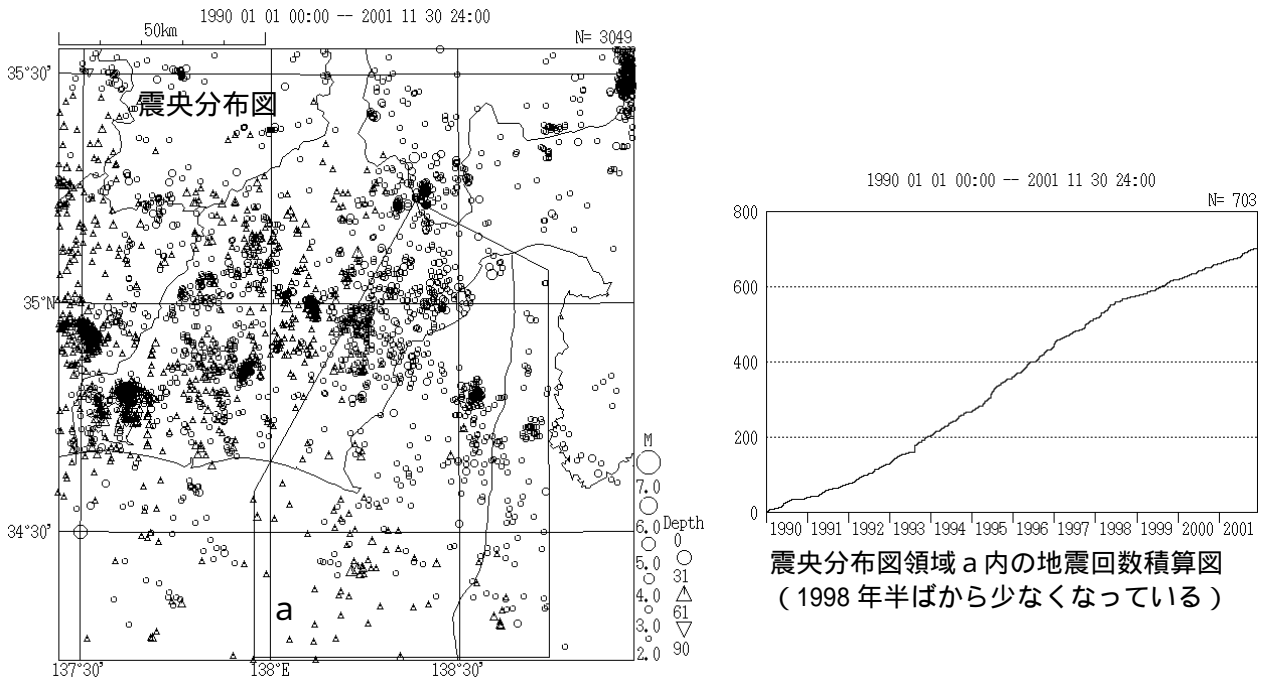 1990 01 01 00:00 -- 2001 11 30 24:00
50km
N= 3049
35°30'
震央分布図
35°N
34°30'
a
137°30'
138°E
138°30'
M
7.0
6.0
5.0
4.0
3.0
2.0
Depth
0
31
61
90
1990 01 01 00:00 -- 2001 11 30 24:00
N= 703
800
600
400
200
0
1990 1991 1992 1993 1994 1995 1996 1997 1998 1999 2000 2001
震央分布図領域a内の地震回数積算図
（1998年半ばから少なくなっている）